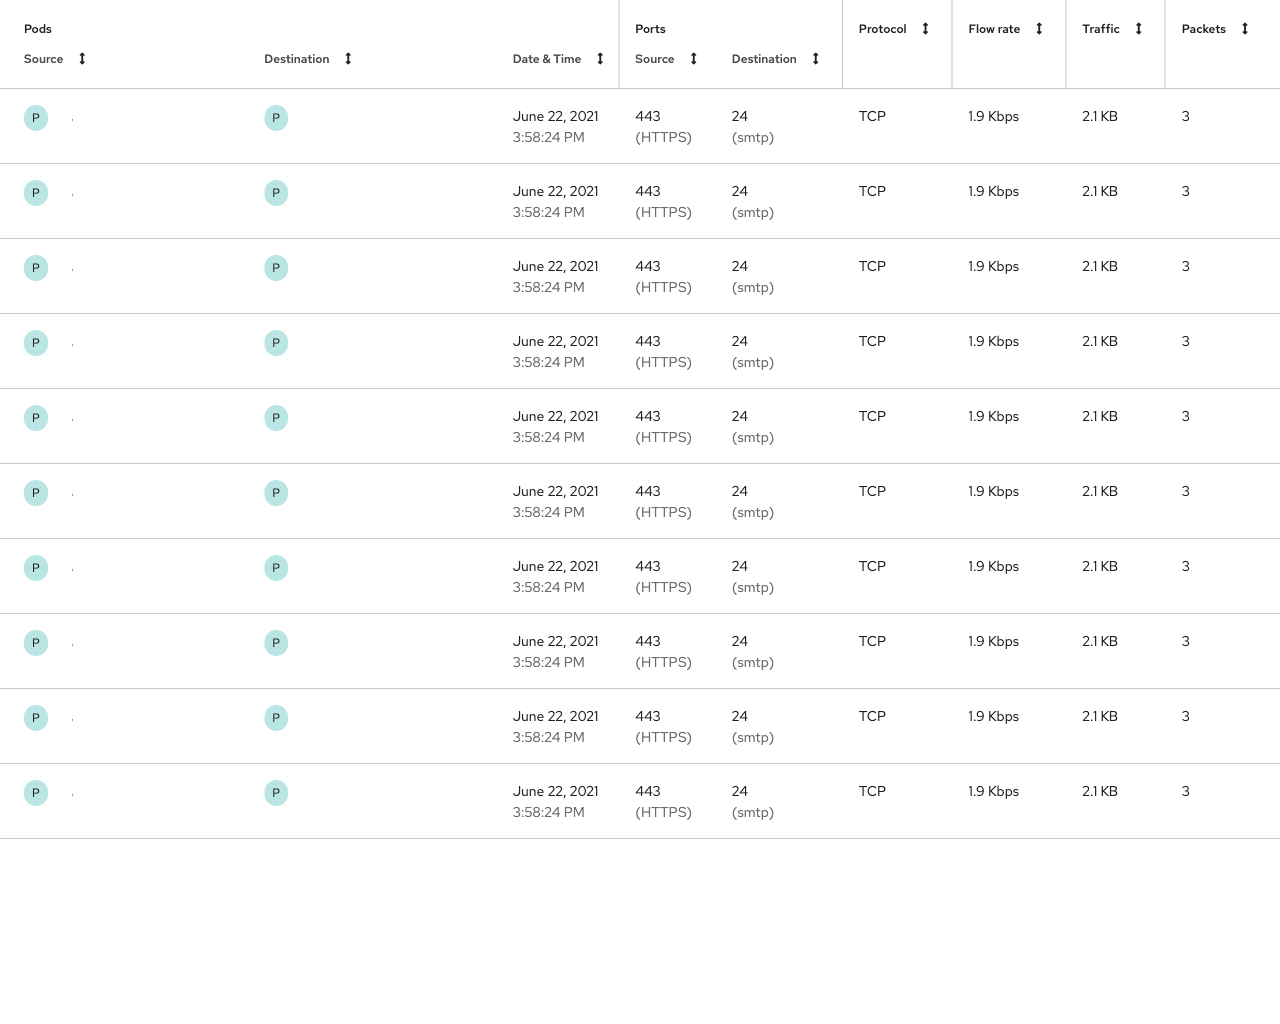 Pods Ports Protocol Flow rate Traffic Packets
Source Destination Date & Time Source Destination
P P June 22, 2021 443 24 TCP 1.9 Kbps 2.1 KB 3
3:58:24 PM (HTTPS) (smtp)
P P June 22, 2021 443 24 TCP 1.9 Kbps 2.1 KB 3
3:58:24 PM (HTTPS) (smtp)
P P June 22, 2021 443 24 TCP 1.9 Kbps 2.1 KB 3
3:58:24 PM (HTTPS) (smtp)
P P June 22, 2021 443 24 TCP 1.9 Kbps 2.1 KB 3
3:58:24 PM (HTTPS) (smtp)
P P June 22, 2021 443 24 TCP 1.9 Kbps 2.1 KB 3
3:58:24 PM (HTTPS) (smtp)
P P June 22, 2021 443 24 TCP 1.9 Kbps 2.1 KB 3
3:58:24 PM (HTTPS) (smtp)
P P June 22, 2021 443 24 TCP 1.9 Kbps 2.1 KB 3
3:58:24 PM (HTTPS) (smtp)
P P June 22, 2021 443 24 TCP 1.9 Kbps 2.1 KB 3
3:58:24 PM (HTTPS) (smtp)
P P June 22, 2021 443 24 TCP 1.9 Kbps 2.1 KB 3
3:58:24 PM (HTTPS) (smtp)
P P June 22, 2021 443 24 TCP 1.9 Kbps 2.1 KB 3
3:58:24 PM (HTTPS) (smtp)